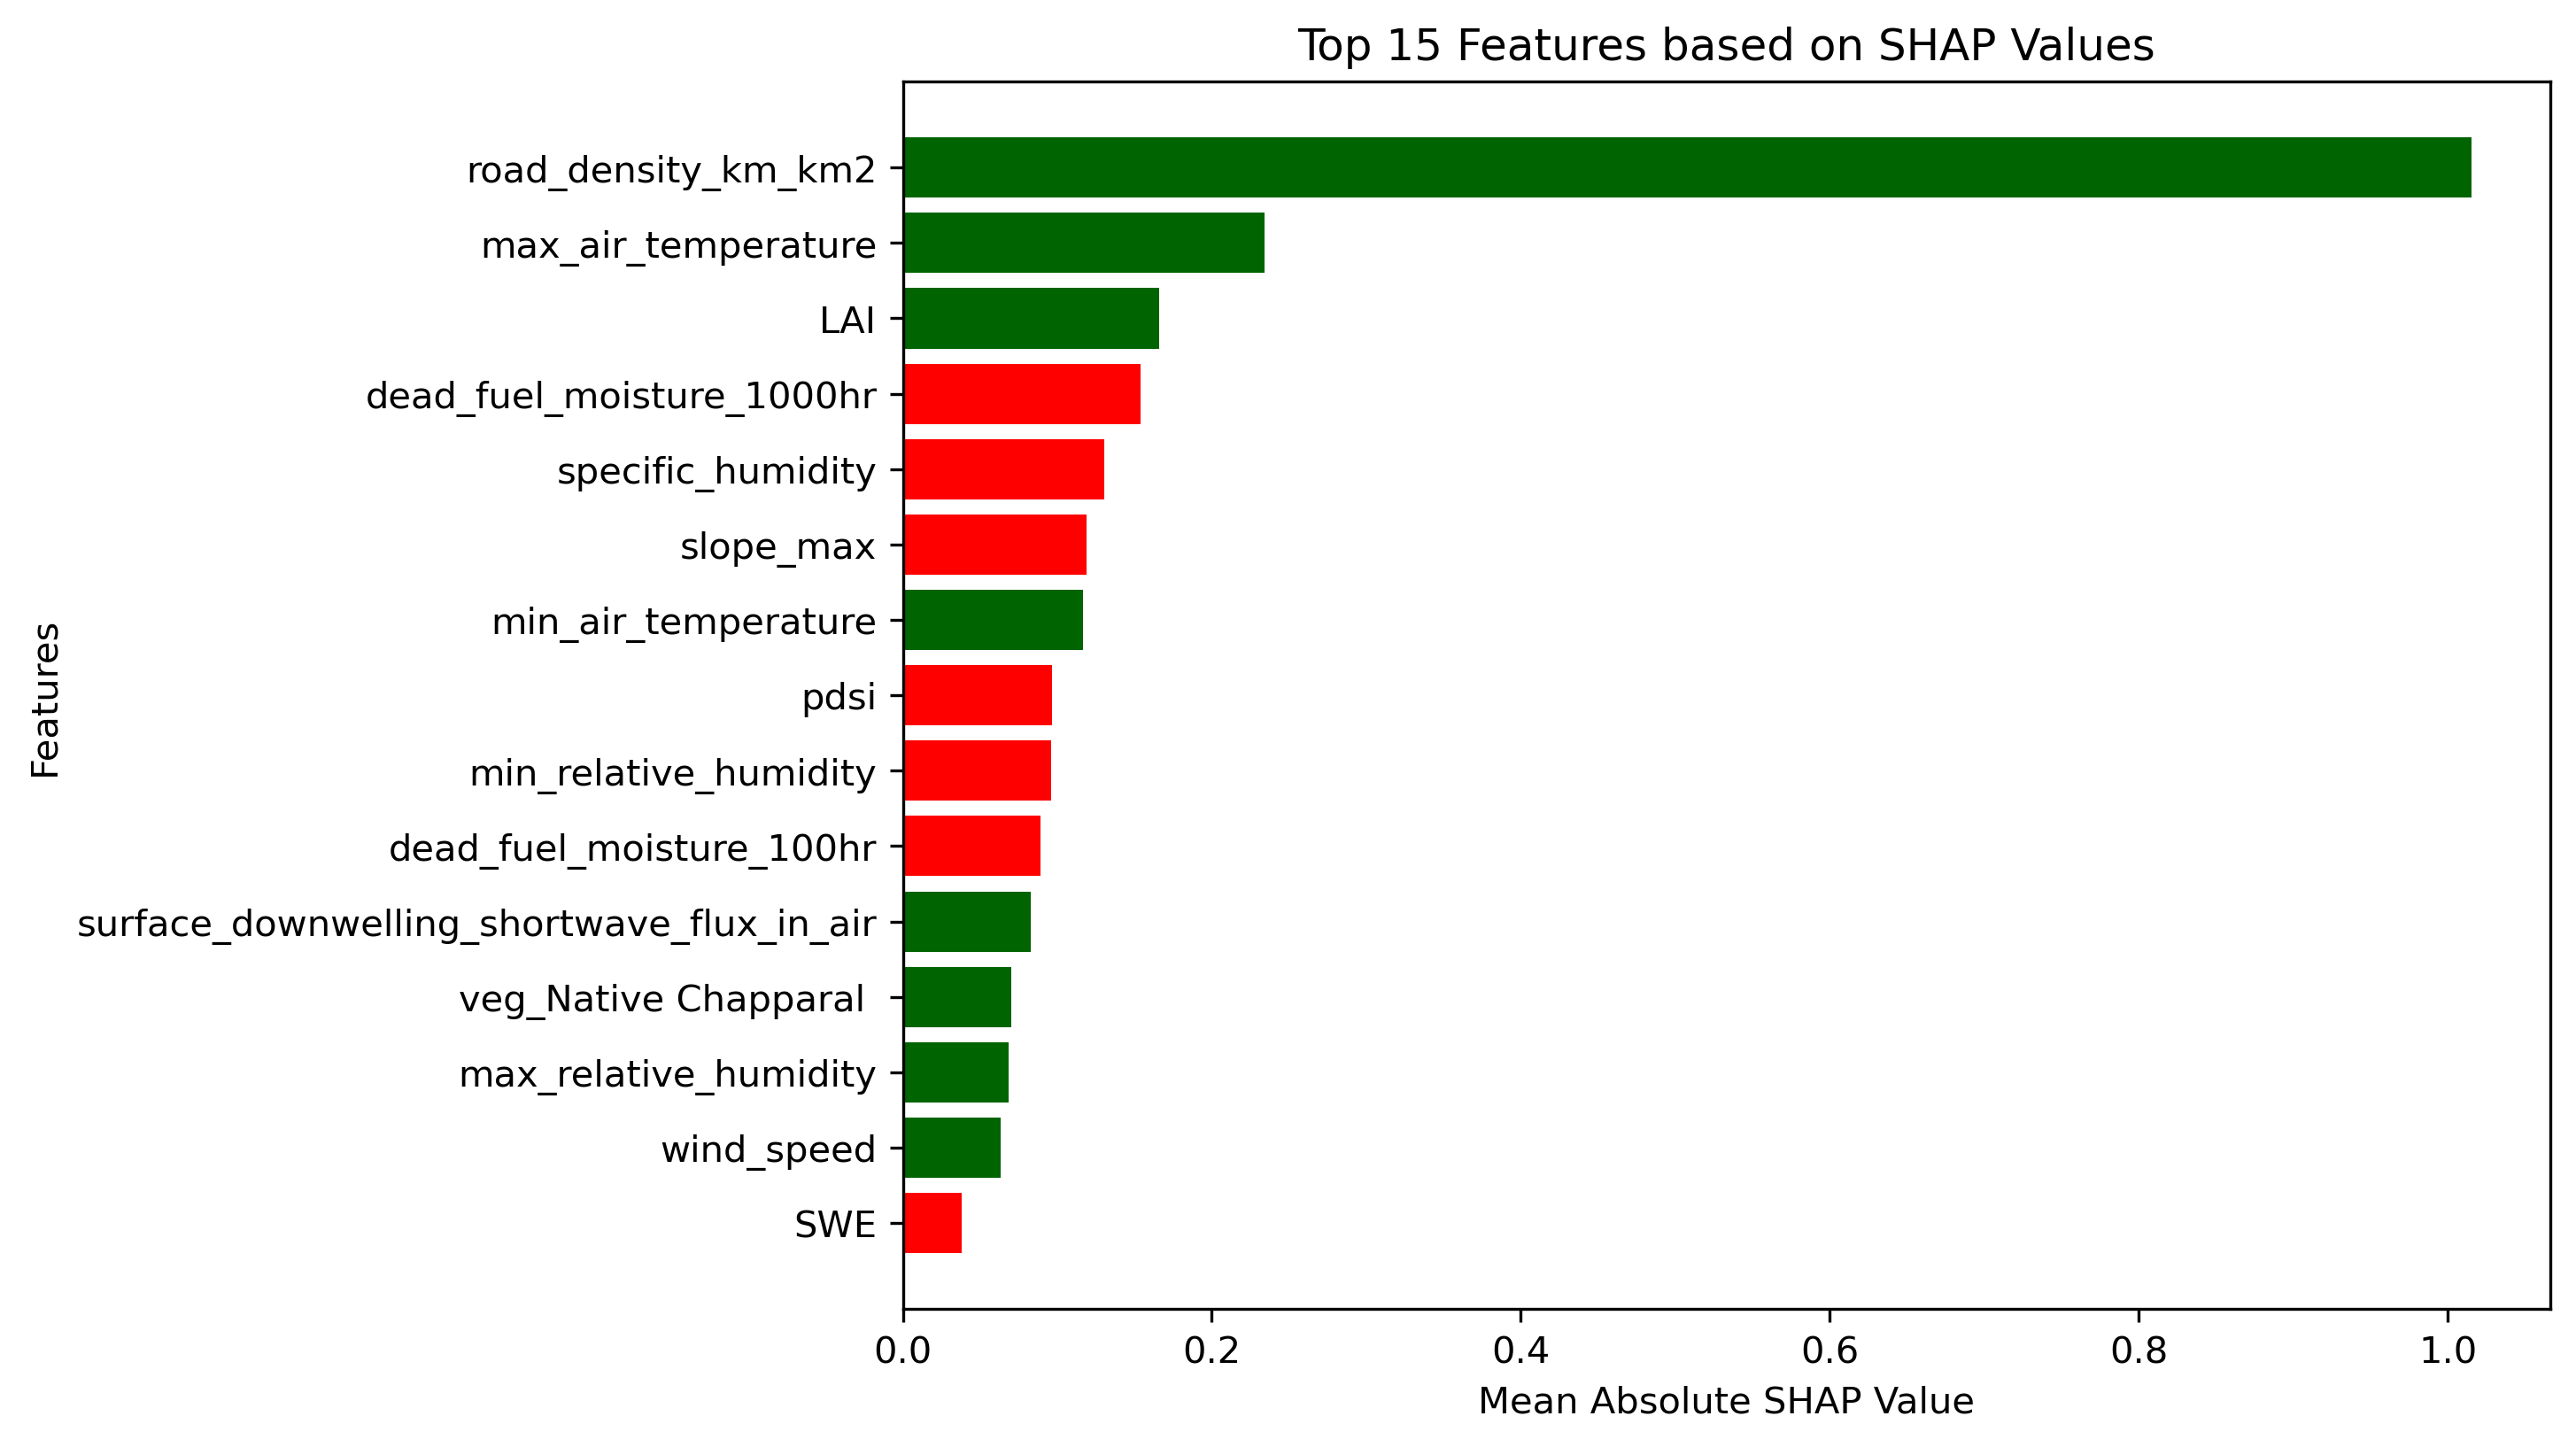 Top 15 Features based on SHAP Values
road_density_km_km2
max_air_temperature
LAI
dead_fuel_moisture_1000hr
specific_humidity
slope_max
min_air_temperature
pdsi
min_relative_humidity
dead_fuel_moisture_100hr
surface_downwelling_shortwave_flux_in_air
veg_Native Chapparal
max_relative_humidity
wind_speed
SWE
Features
0.0 0.2 0.4 0.6 0.8 1.0
Mean Absolute SHAP Value